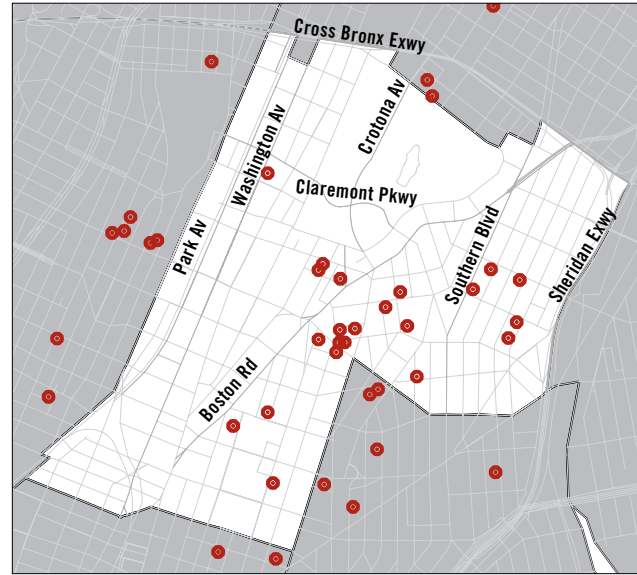 Cross Bronx Exwy
Crotona Av
Washington Av
Claremont Pkwy
Park Av
Southern Blvd
Sheridan Exwy
Boston Rd